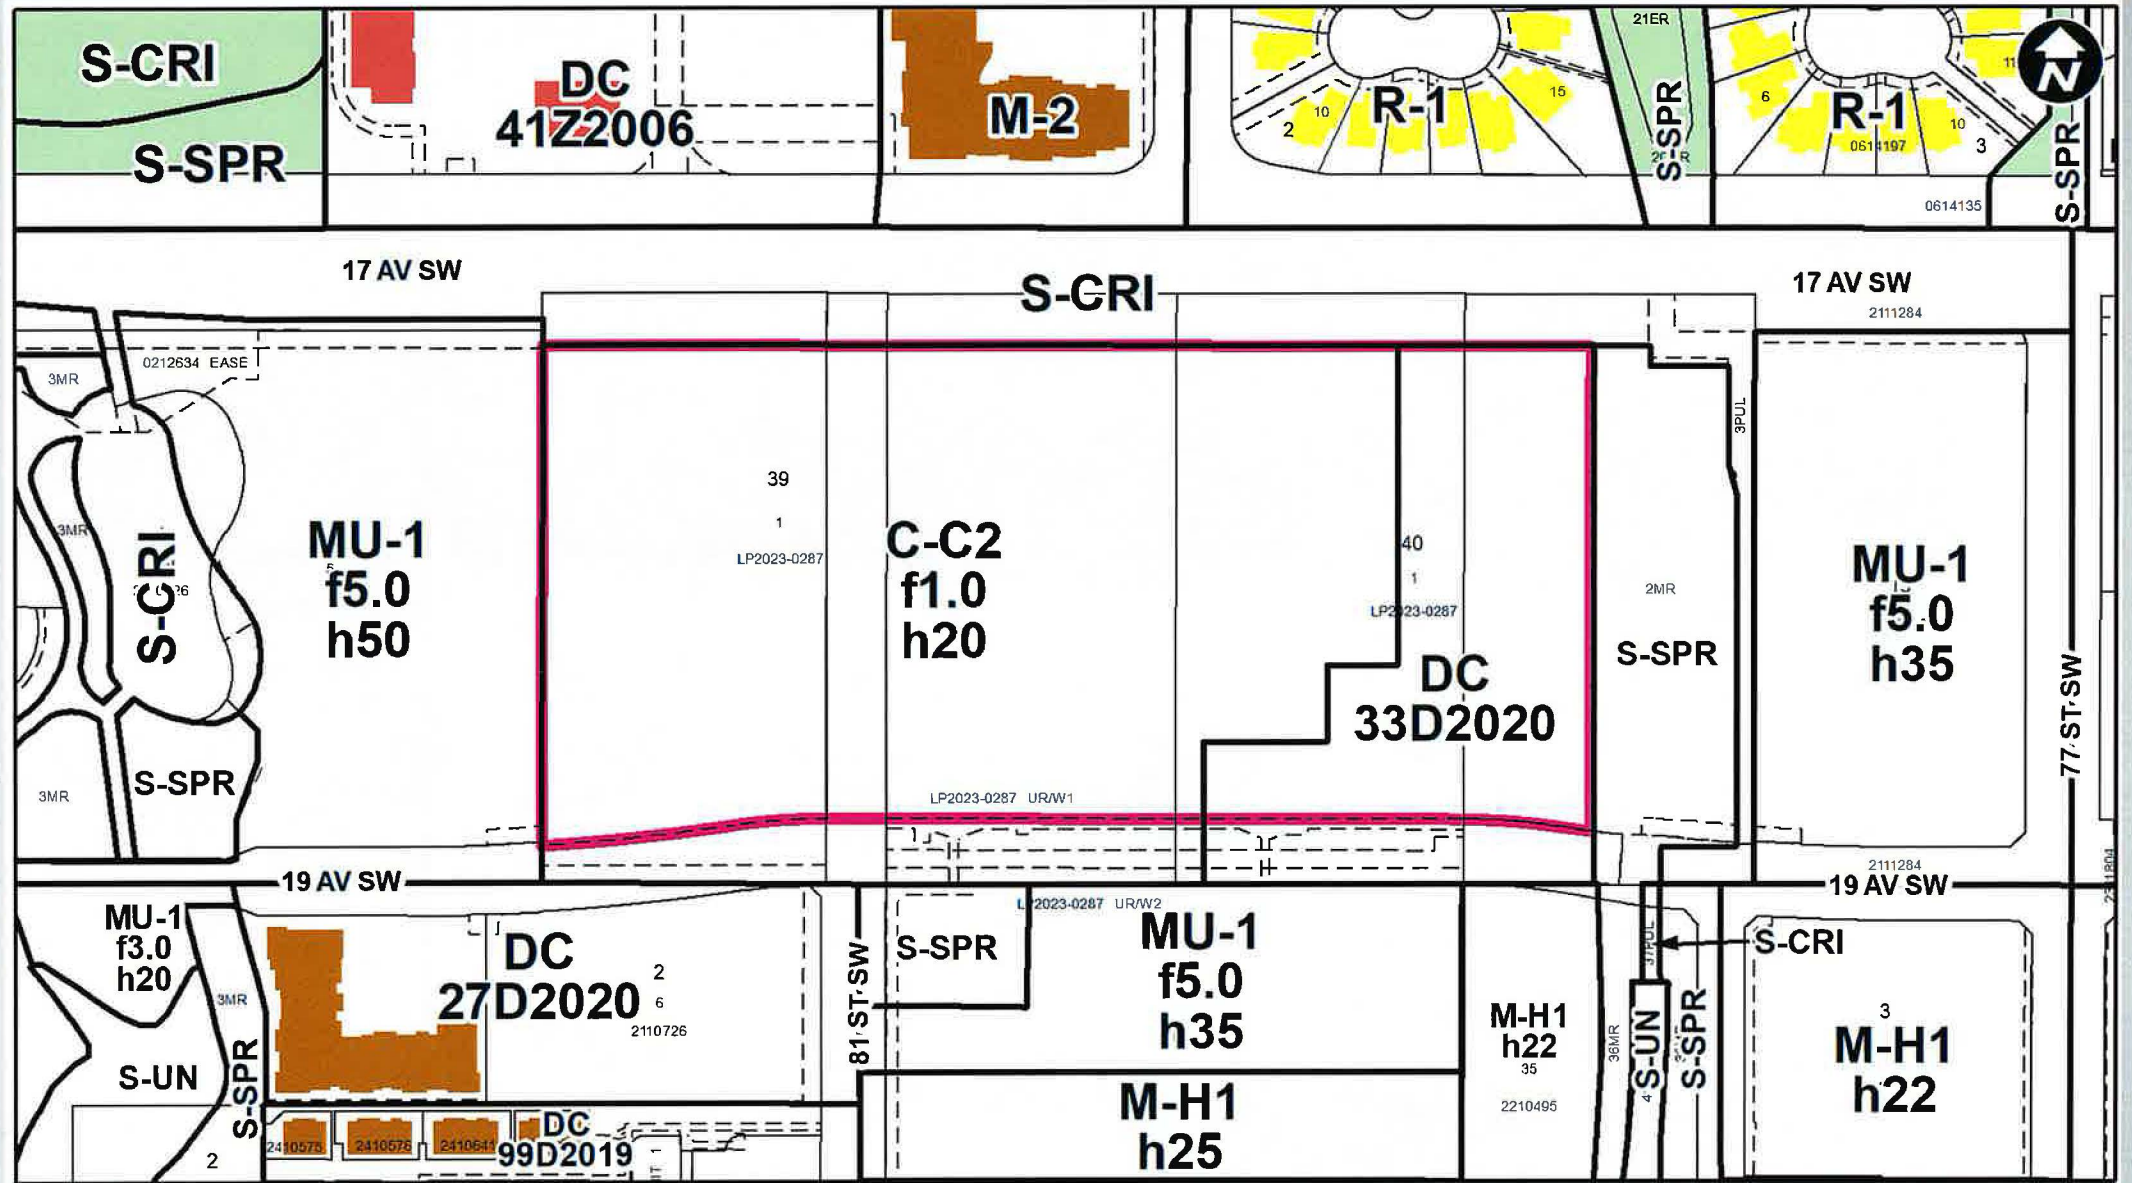 S-CRI
S-SPR
DC
41Z2006
M-2
10
2
R-1
15
21ER
S-SPR
6
R-1
0614197
10
3
11
N
S-SPR
0614135
17 AV SW
S-CRI
17 AV SW
2111284
0212634 EASE
3MR
3MR
S-CRI
MU-1
f5.0
h50
39
1
LP2023-0287
C-C2
f1.0
h20
40
1
LP2023-0287
DC
33D2020
2MR
S-SPR
3PUL
MU-1
f5.0
h35
77 ST SW
3MR
S-SPR
LP2023-0287 UR/W1
19 AV SW
2111284
19 AV SW
MU-1
f3.0
h20
3MR
S-UN
S-SPR
2
DC
27D2020
2
6
2110726
81 ST SW
S-SPR
LP2023-0287 UR/W2
MU-1
f5.0
h35
M-H1
h25
M-H1
h22
35
2210495
36MR
37PUL
S-CRI
S-UN
S-SPR
3
M-H1
h22
2410575
2410576
2410641
DC
99D2019